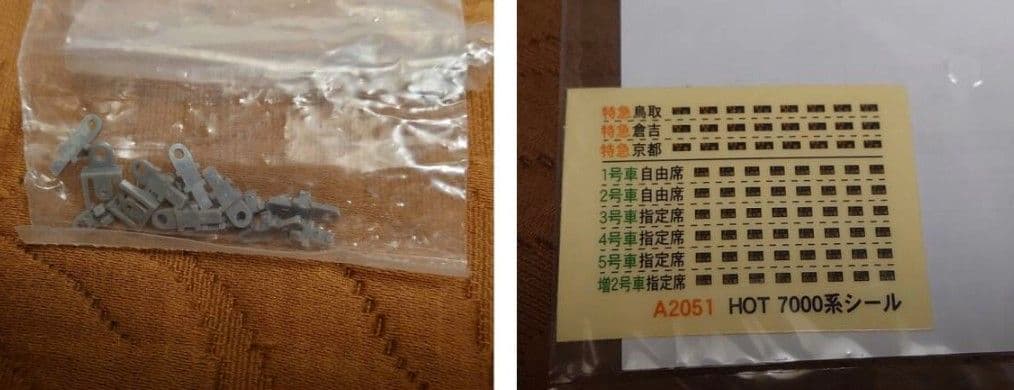 特急鳥取
特急倉吉
特急京都
1号車自由席
2号車自由席
3号車指定席
4号車指定席
5号車指定席
増2号車指定席
A2051 HOT 7000系シール